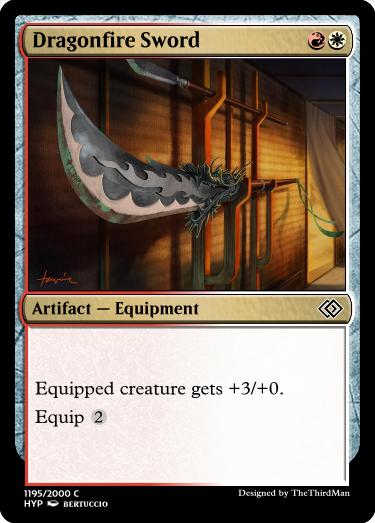 Dragonfire Sword
Artifact — Equipment
Equipped creature gets +3/+0.
Equip 2
1195/2000 C
HYP BERTUCCIO
Designed by TheThirdMan